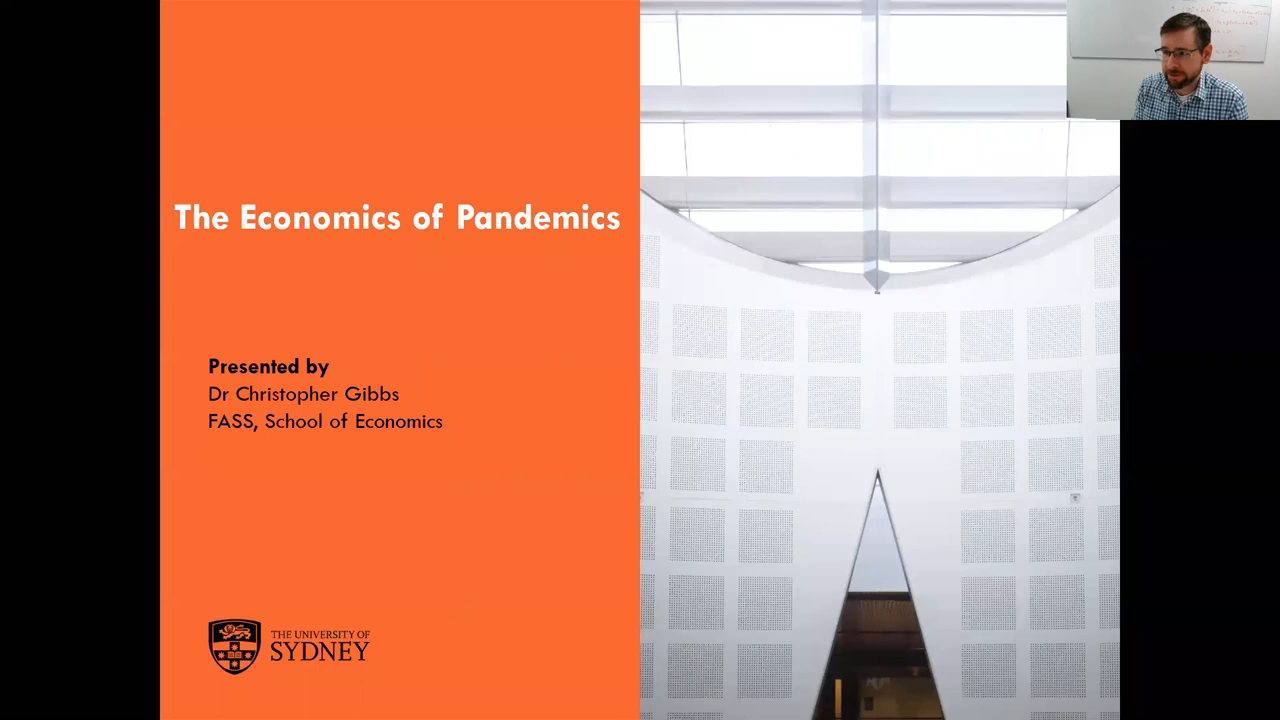 The Economics of Pandemics
Presented by
Dr Christopher Gibbs
FASS, School of Economics
THE UNIVERSITY OF
SYDNEY